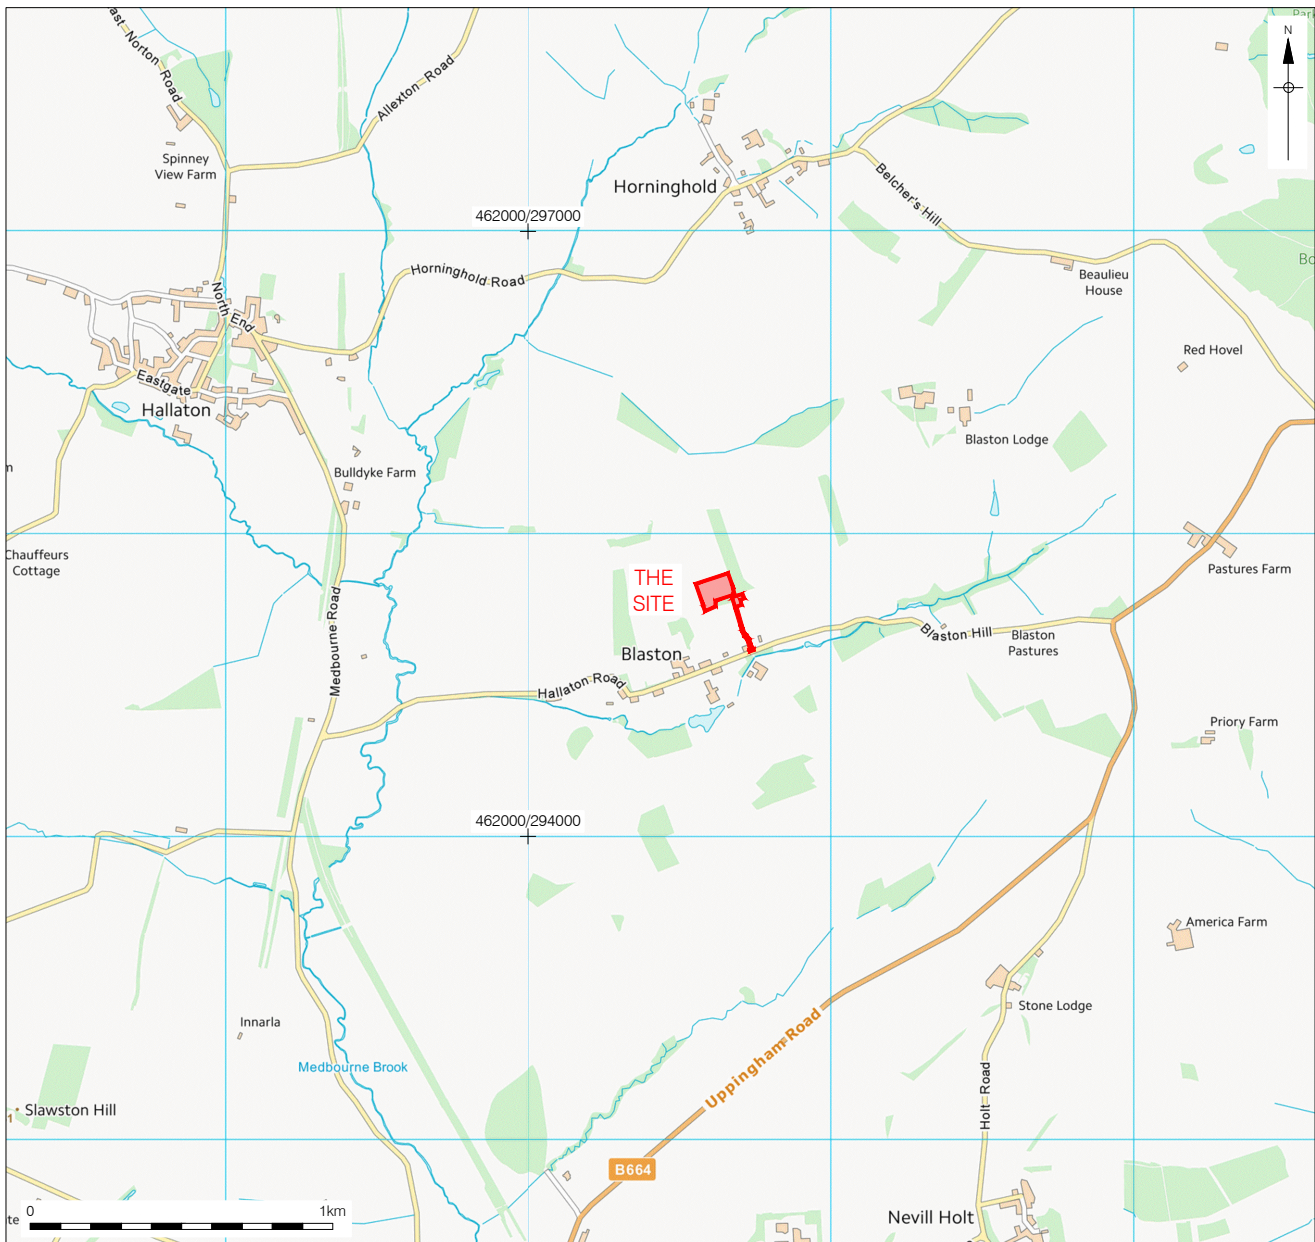 ast Norton Road
Allexton Road
Park
N
Spinney
View Farm
Horninghold
Belcher's Hill
462000/297000
Horninghold Road
Bo
Beaulieu
House
North End
Red Hovel
Eastgate
Hallaton
Blaston Lodge
m
Bulldyke Farm
Chauffeurs
Cottage
Pastures Farm
THE
SITE
Medbourne Road
Blaston Hill
Blaston
Pastures
Blaston
Hallaton Road
Priory Farm
462000/294000
America Farm
Stone Lodge
Innarla
Uppingham Road
Medbourne Brook
Holt Road
1
Slawston Hill
B664
0
1km
te
Nevill Holt